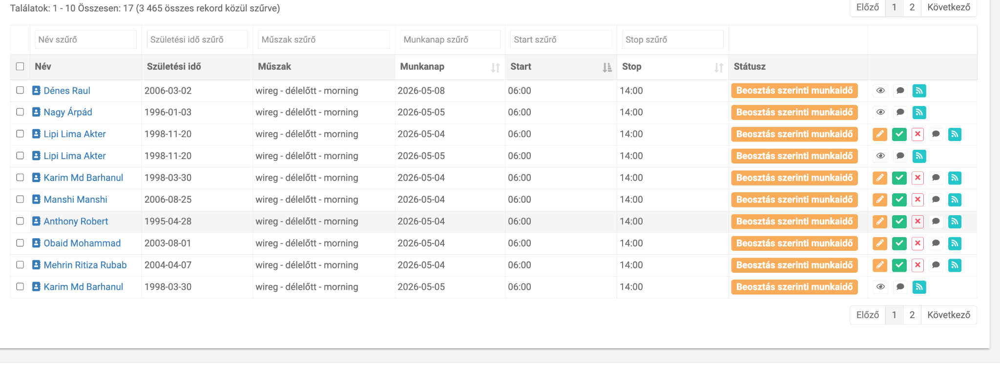 Találatok: 1 - 10 Összesen: 17 (3 465 összes rekord közül szűrve)
Előző 1 2 Következő
Név szűrő Születési idő szűrő Műszak szűrő Munkanap szűrő Start szűrő Stop szűrő
Név Születési idő Műszak Munkanap Start Stop Státusz
Dénes Raul 2006-03-02 wireg - délelőtt - morning 2026-05-08 06:00 14:00 Beosztás szerinti munkaidő
Nagy Árpád 1996-01-03 wireg - délelőtt - morning 2026-05-05 06:00 14:00 Beosztás szerinti munkaidő
Lipi Lima Akter 1998-11-20 wireg - délelőtt - morning 2026-05-04 06:00 14:00 Beosztás szerinti munkaidő
Lipi Lima Akter 1998-11-20 wireg - délelőtt - morning 2026-05-05 06:00 14:00 Beosztás szerinti munkaidő
Karim Md Barhanul 1998-03-30 wireg - délelőtt - morning 2026-05-04 06:00 14:00 Beosztás szerinti munkaidő
Manshi Manshi 2006-08-25 wireg - délelőtt - morning 2026-05-04 06:00 14:00 Beosztás szerinti munkaidő
Anthony Robert 1995-04-28 wireg - délelőtt - morning 2026-05-04 06:00 14:00 Beosztás szerinti munkaidő
Obaid Mohammad 2003-08-01 wireg - délelőtt - morning 2026-05-04 06:00 14:00 Beosztás szerinti munkaidő
Mehrin Ritiza Rubab 2004-04-07 wireg - délelőtt - morning 2026-05-04 06:00 14:00 Beosztás szerinti munkaidő
Karim Md Barhanul 1998-03-30 wireg - délelőtt - morning 2026-05-05 06:00 14:00 Beosztás szerinti munkaidő
Előző 1 2 Következő